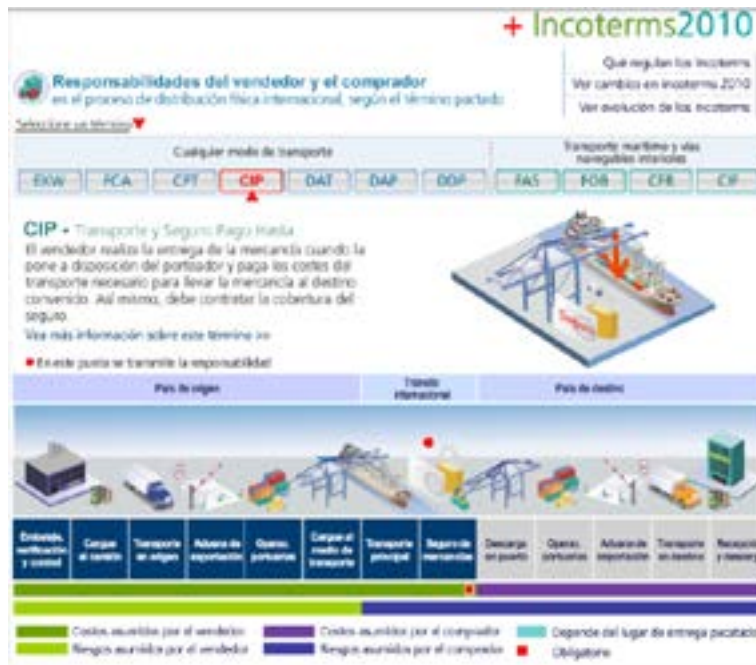 + Incoterms2010
Qué regulan los Incoterms
Ver cambios en incoterms 2010
Ver evolución de los incoterms
Responsabilidades del vendedor y el comprador
en el proceso de distribución física internacional, según el término pactado
Seleccione un término
Cualquier modo de transporte
Transporte marítimo y vías
navegables interiores
EXW FCA CPT CIP DAT DAP DDP FAS FOB CFR CIF
CIP - Transporte y Seguro Pago Hasta
El vendedor realiza la entrega de la mercancía cuando la
pone a disposición del porteador y paga los costes del
transporte necesario para llevar la mercancía al destino
convenido. Así mismo, debe contratar la cobertura del
seguro.
Vea más información sobre este término >>
En este punto se transmite la responsabilidad
Seguro
País de origen
Tránsito
internacional
País de destino
Embalaje,
verificación
y control
Cargue
al camión
Transporte
en origen
Aduana de
exportación
Operac.
portuarias
Cargue al
medio de
transporte
Transporte
principal
Seguro de
mercancías
Descarga
en puerto
Operac.
portuarias
Aduana de
exportación
Transporte
en destino
Recepció
y descarg
Costos asumidos por el vendedor
Costos asumidos por el comprador
Depende del lugar de entrega pactado
Riesgos asumidos por el vendedor
Riesgos asumidos por el comprador
Obligatorio